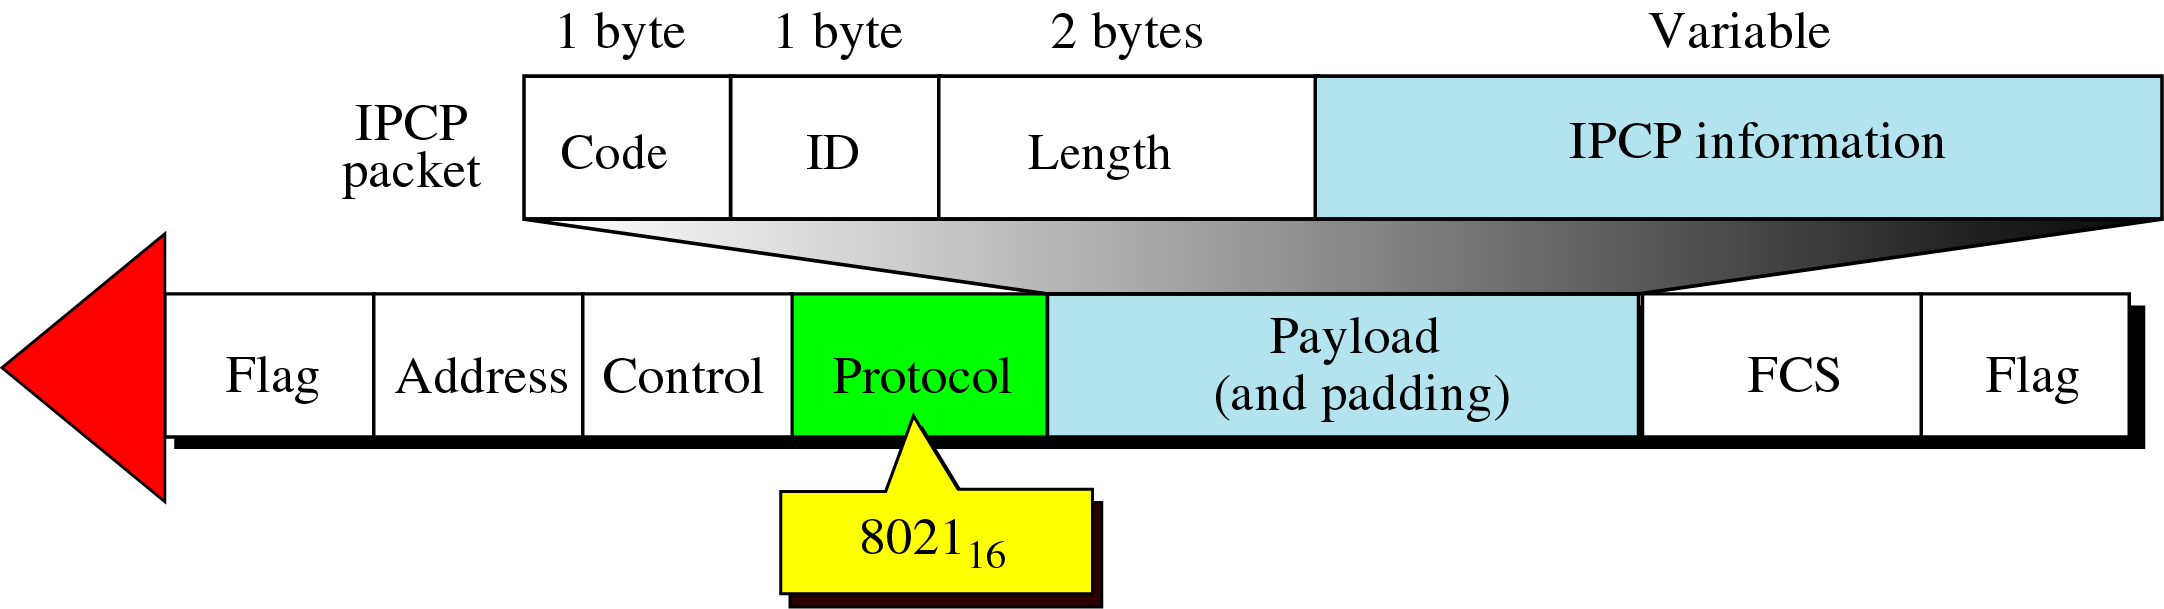 1 byte 1 byte 2 bytes Variable
IPCP
packet
Code ID Length IPCP information
Flag Address Control Protocol Payload
(and padding) FCS Flag
8021₁₆